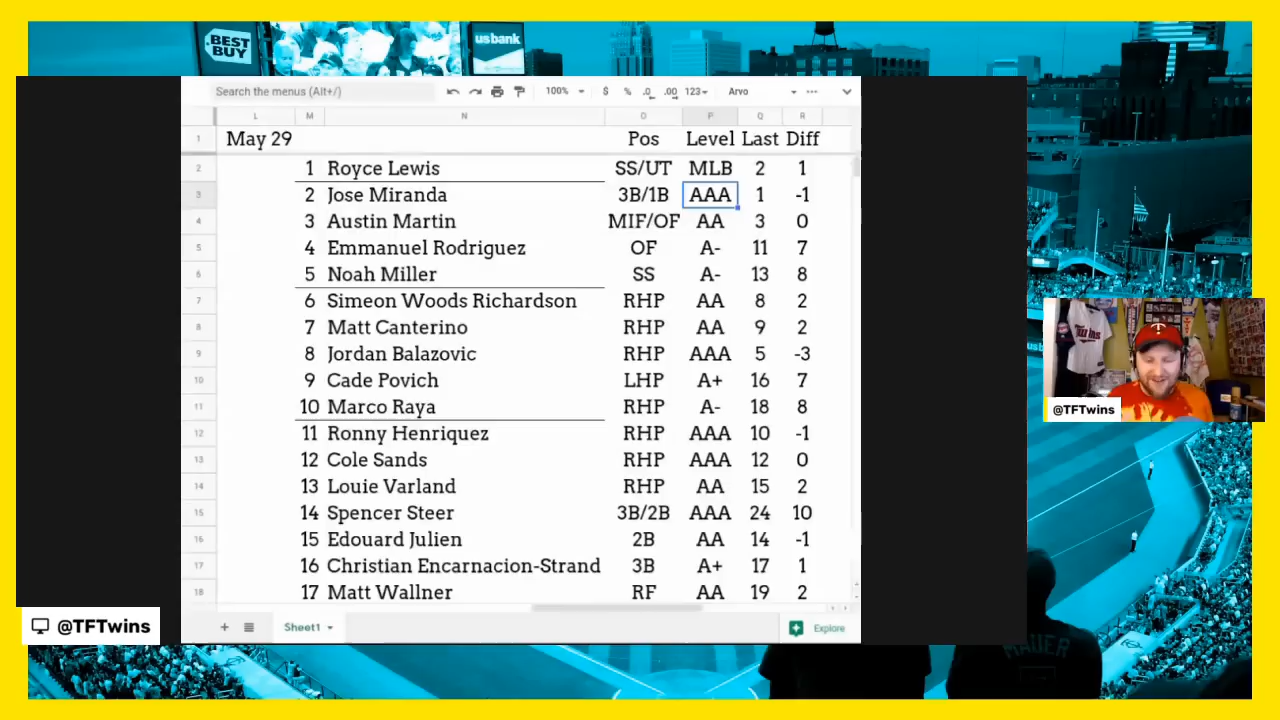 BEST
BUY
us bank
Search the menus (Alt+/)
100%
$ % .0 .00 123
Arvo
L M N O P Q R
1 May 29 Pos Level Last Diff
2 1 Royce Lewis SS/UT MLB 2 1
3 2 Jose Miranda 3B/1B AAA 1 -1
4 3 Austin Martin MIF/OF AA 3 0
5 4 Emmanuel Rodriguez OF A- 11 7
6 5 Noah Miller SS A- 13 8
7 6 Simeon Woods Richardson RHP AA 8 2
8 7 Matt Canterino RHP AA 9 2
9 8 Jordan Balazovic RHP AAA 5 -3
10 9 Cade Povich LHP A+ 16 7
11 10 Marco Raya RHP A- 18 8
12 11 Ronny Henriquez RHP AAA 10 -1
13 12 Cole Sands RHP AAA 12 0
14 13 Louie Varland RHP AA 15 2
15 14 Spencer Steer 3B/2B AAA 24 10
16 15 Edouard Julien 2B AA 14 -1
17 16 Christian Encarnacion-Strand 3B A+ 17 1
18 17 Matt Wallner RF AA 19 2
Sheet1
Explore
@TFTwins
@TFTwins
MAUER